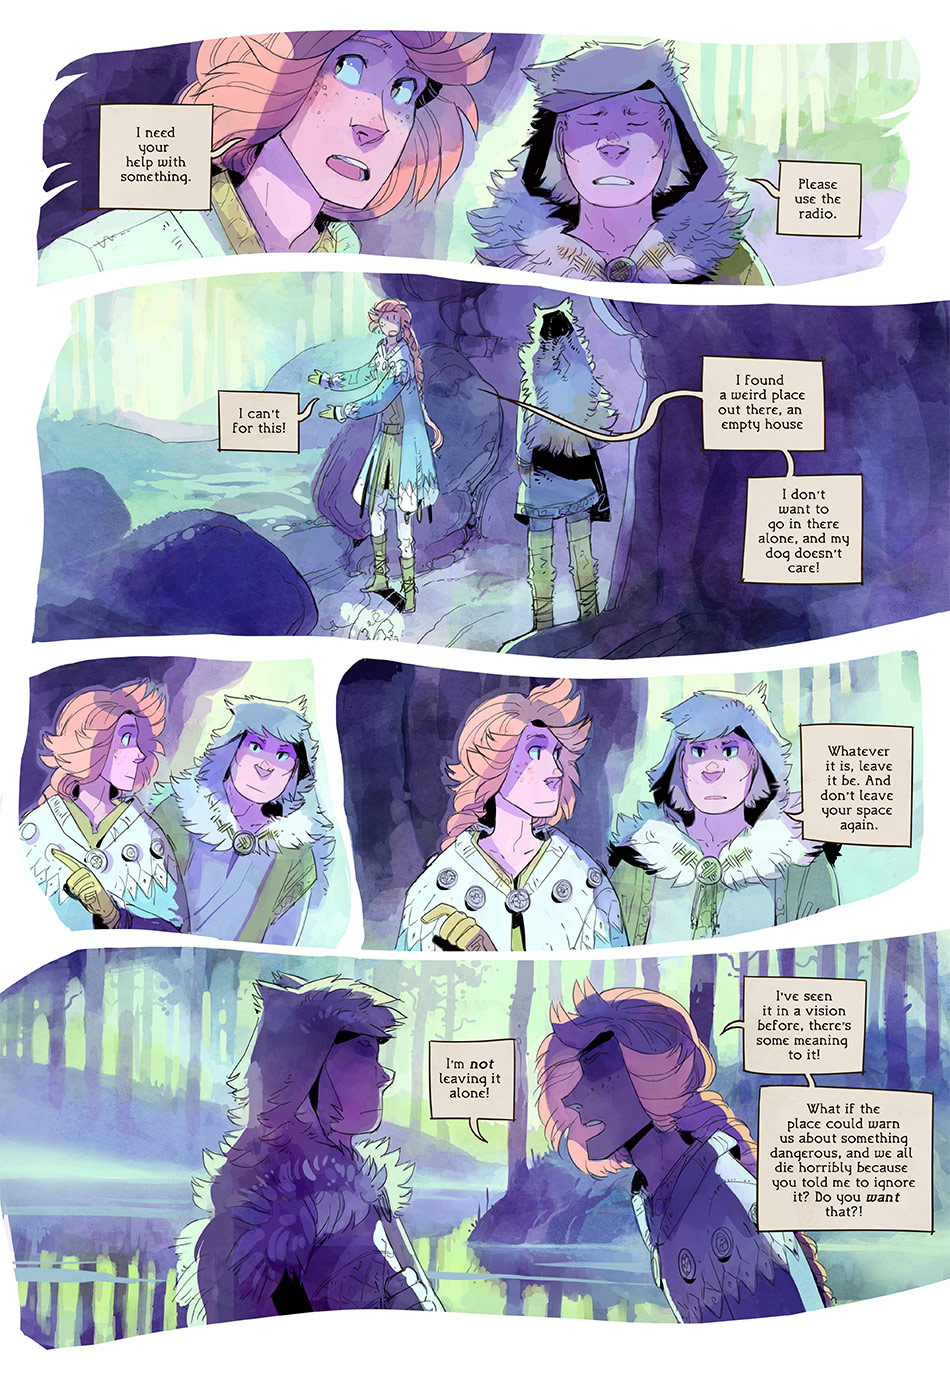 I need
your
help with
something.
Please
use the
radio.
I can't
for this!
I found
a weird place
out there, an
empty house
I don't
want to
go in there
alone, and my
dog doesn't
care!
Whatever
it is, leave
it be. And
don't leave
your space
again.
I'm not
leaving it
alone!
I've seen
it in a vision
before, there's
some meaning
to it!
What if the
place could warn
us about something
dangerous, and we all
die horribly because
you told me to ignore
it? Do you want
that?!